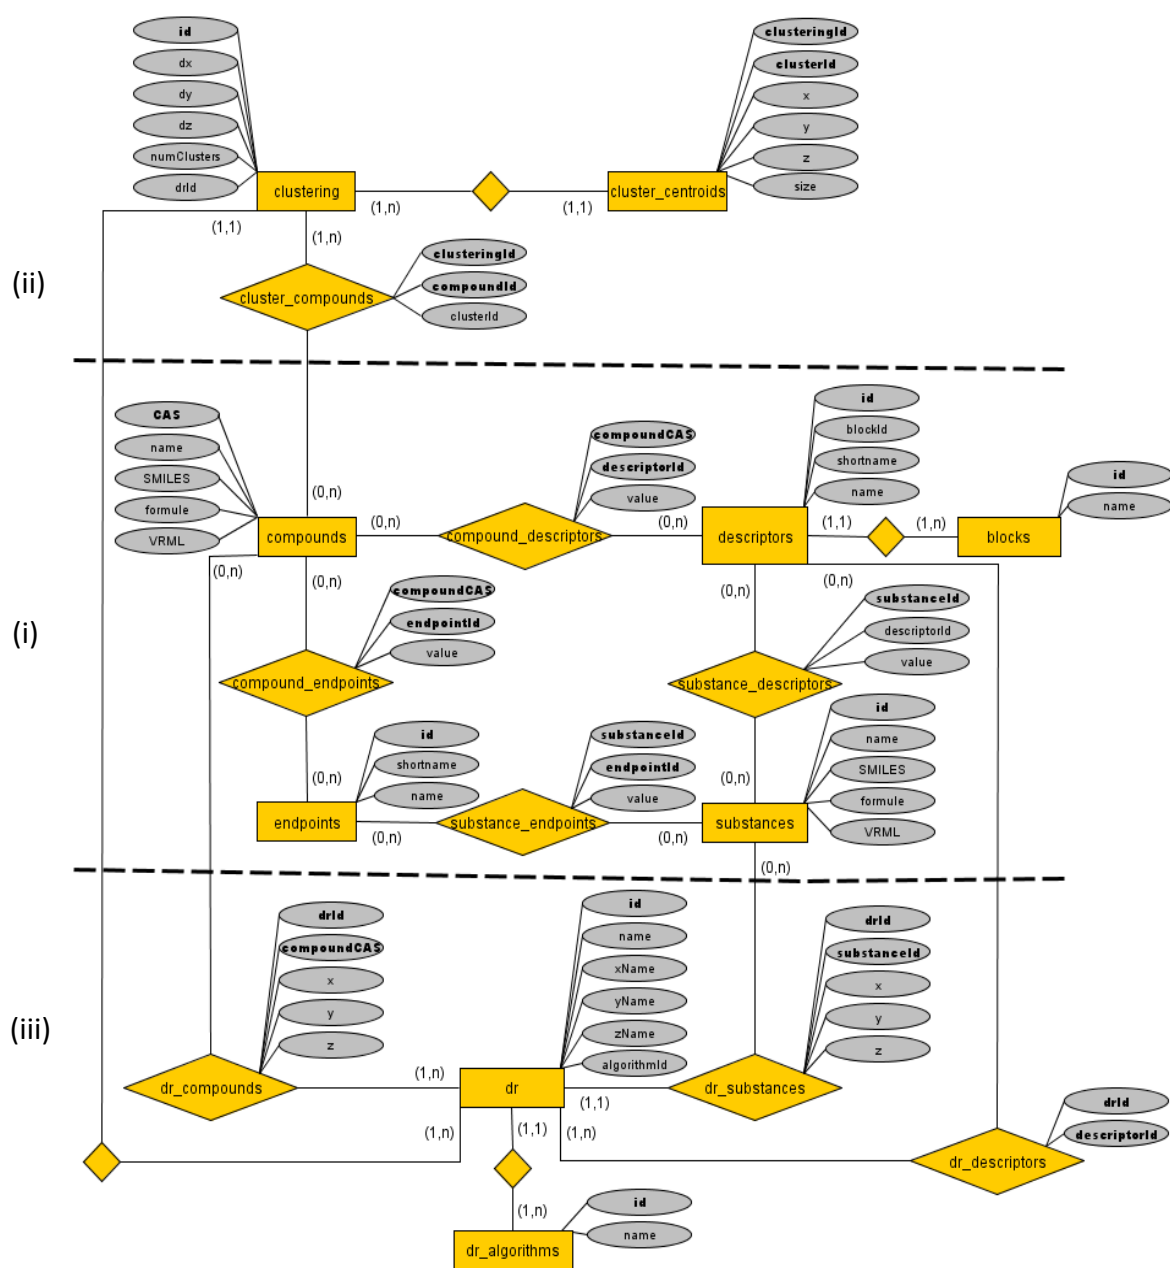 id
dx
dy
dz
numClusters
drId
clustering
(1,1)
(1,n)
(1,n)
(1,1)
clusteringId
clusterId
x
y
z
size
cluster_centroids
(ii)
cluster_compounds
clusteringId
compoundId
clusterId
CAS
name
SMILES
formule
VRML
(0,n)
compounds
(0,n)
(0,n)
(0,n)
compoundCAS
descriptorId
value
compound_descriptors
(0,n)
id
blockId
shortname
name
descriptors
(1,1)
(1,n)
(0,n)
(0,n)
id
name
blocks
(i)
compoundCAS
endpointId
value
compound_endpoints
substanceId
descriptorId
value
substance_descriptors
(0,n)
id
shortname
name
endpoints
(0,n)
substanceId
endpointId
value
substance_endpoints
(0,n)
(0,n)
id
name
SMILES
formule
VRML
substances
(0,n)
(iii)
drId
compoundCAS
x
y
z
dr_compounds
(1,n)
id
name
xName
yName
zName
algorithmId
dr
(1,1)
(1,n)
(1,1)
(1,n)
drId
substanceId
x
y
z
dr_substances
drId
descriptorId
dr_descriptors
(1,n)
id
name
dr_algorithms